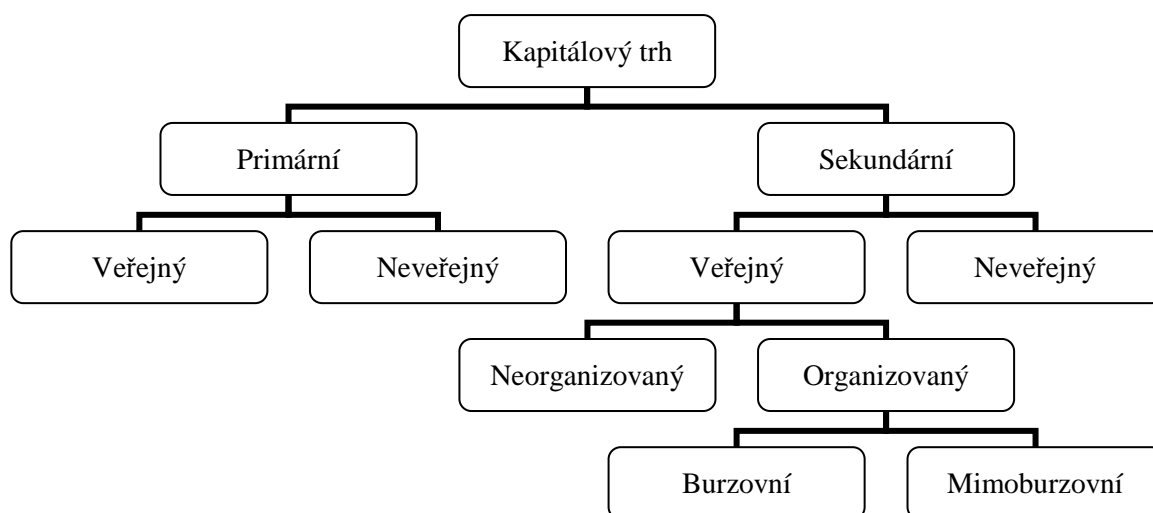 Kapitálový trh
Primární
Sekundární
Veřejný
Neveřejný
Veřejný
Neveřejný
Neorganizovaný
Organizovaný
Burzovní
Mimoburzovní